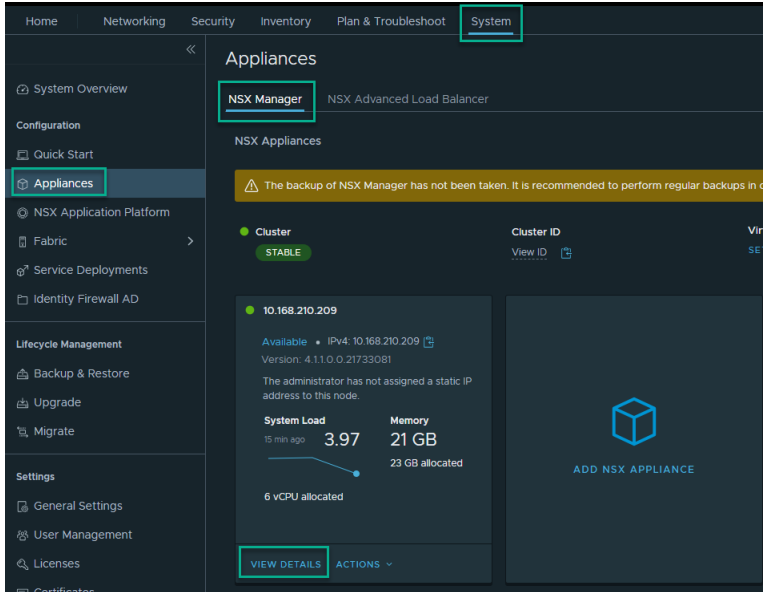 Home Networking Security Inventory Plan & Troubleshoot System
Appliances
System Overview
NSX Manager NSX Advanced Load Balancer
Configuration
NSX Appliances
Quick Start
Appliances
The backup of NSX Manager has not been taken. It is recommended to perform regular backups in
NSX Application Platform
Fabric
Cluster Cluster ID Vir
STABLE View ID SE
Service Deployments
Identity Firewall AD
10.168.210.209
Available • IPv4: 10.168.210.209
Version: 4.1.1.0.0.21733081
The administrator has not assigned a static IP
address to this node.
System Load Memory
15 min ago 3.97 21 GB
23 GB allocated
6 vCPU allocated
VIEW DETAILS ACTIONS
ADD NSX APPLIANCE
Lifecycle Management
Backup & Restore
Upgrade
Migrate
Settings
General Settings
User Management
Licenses
Certificates